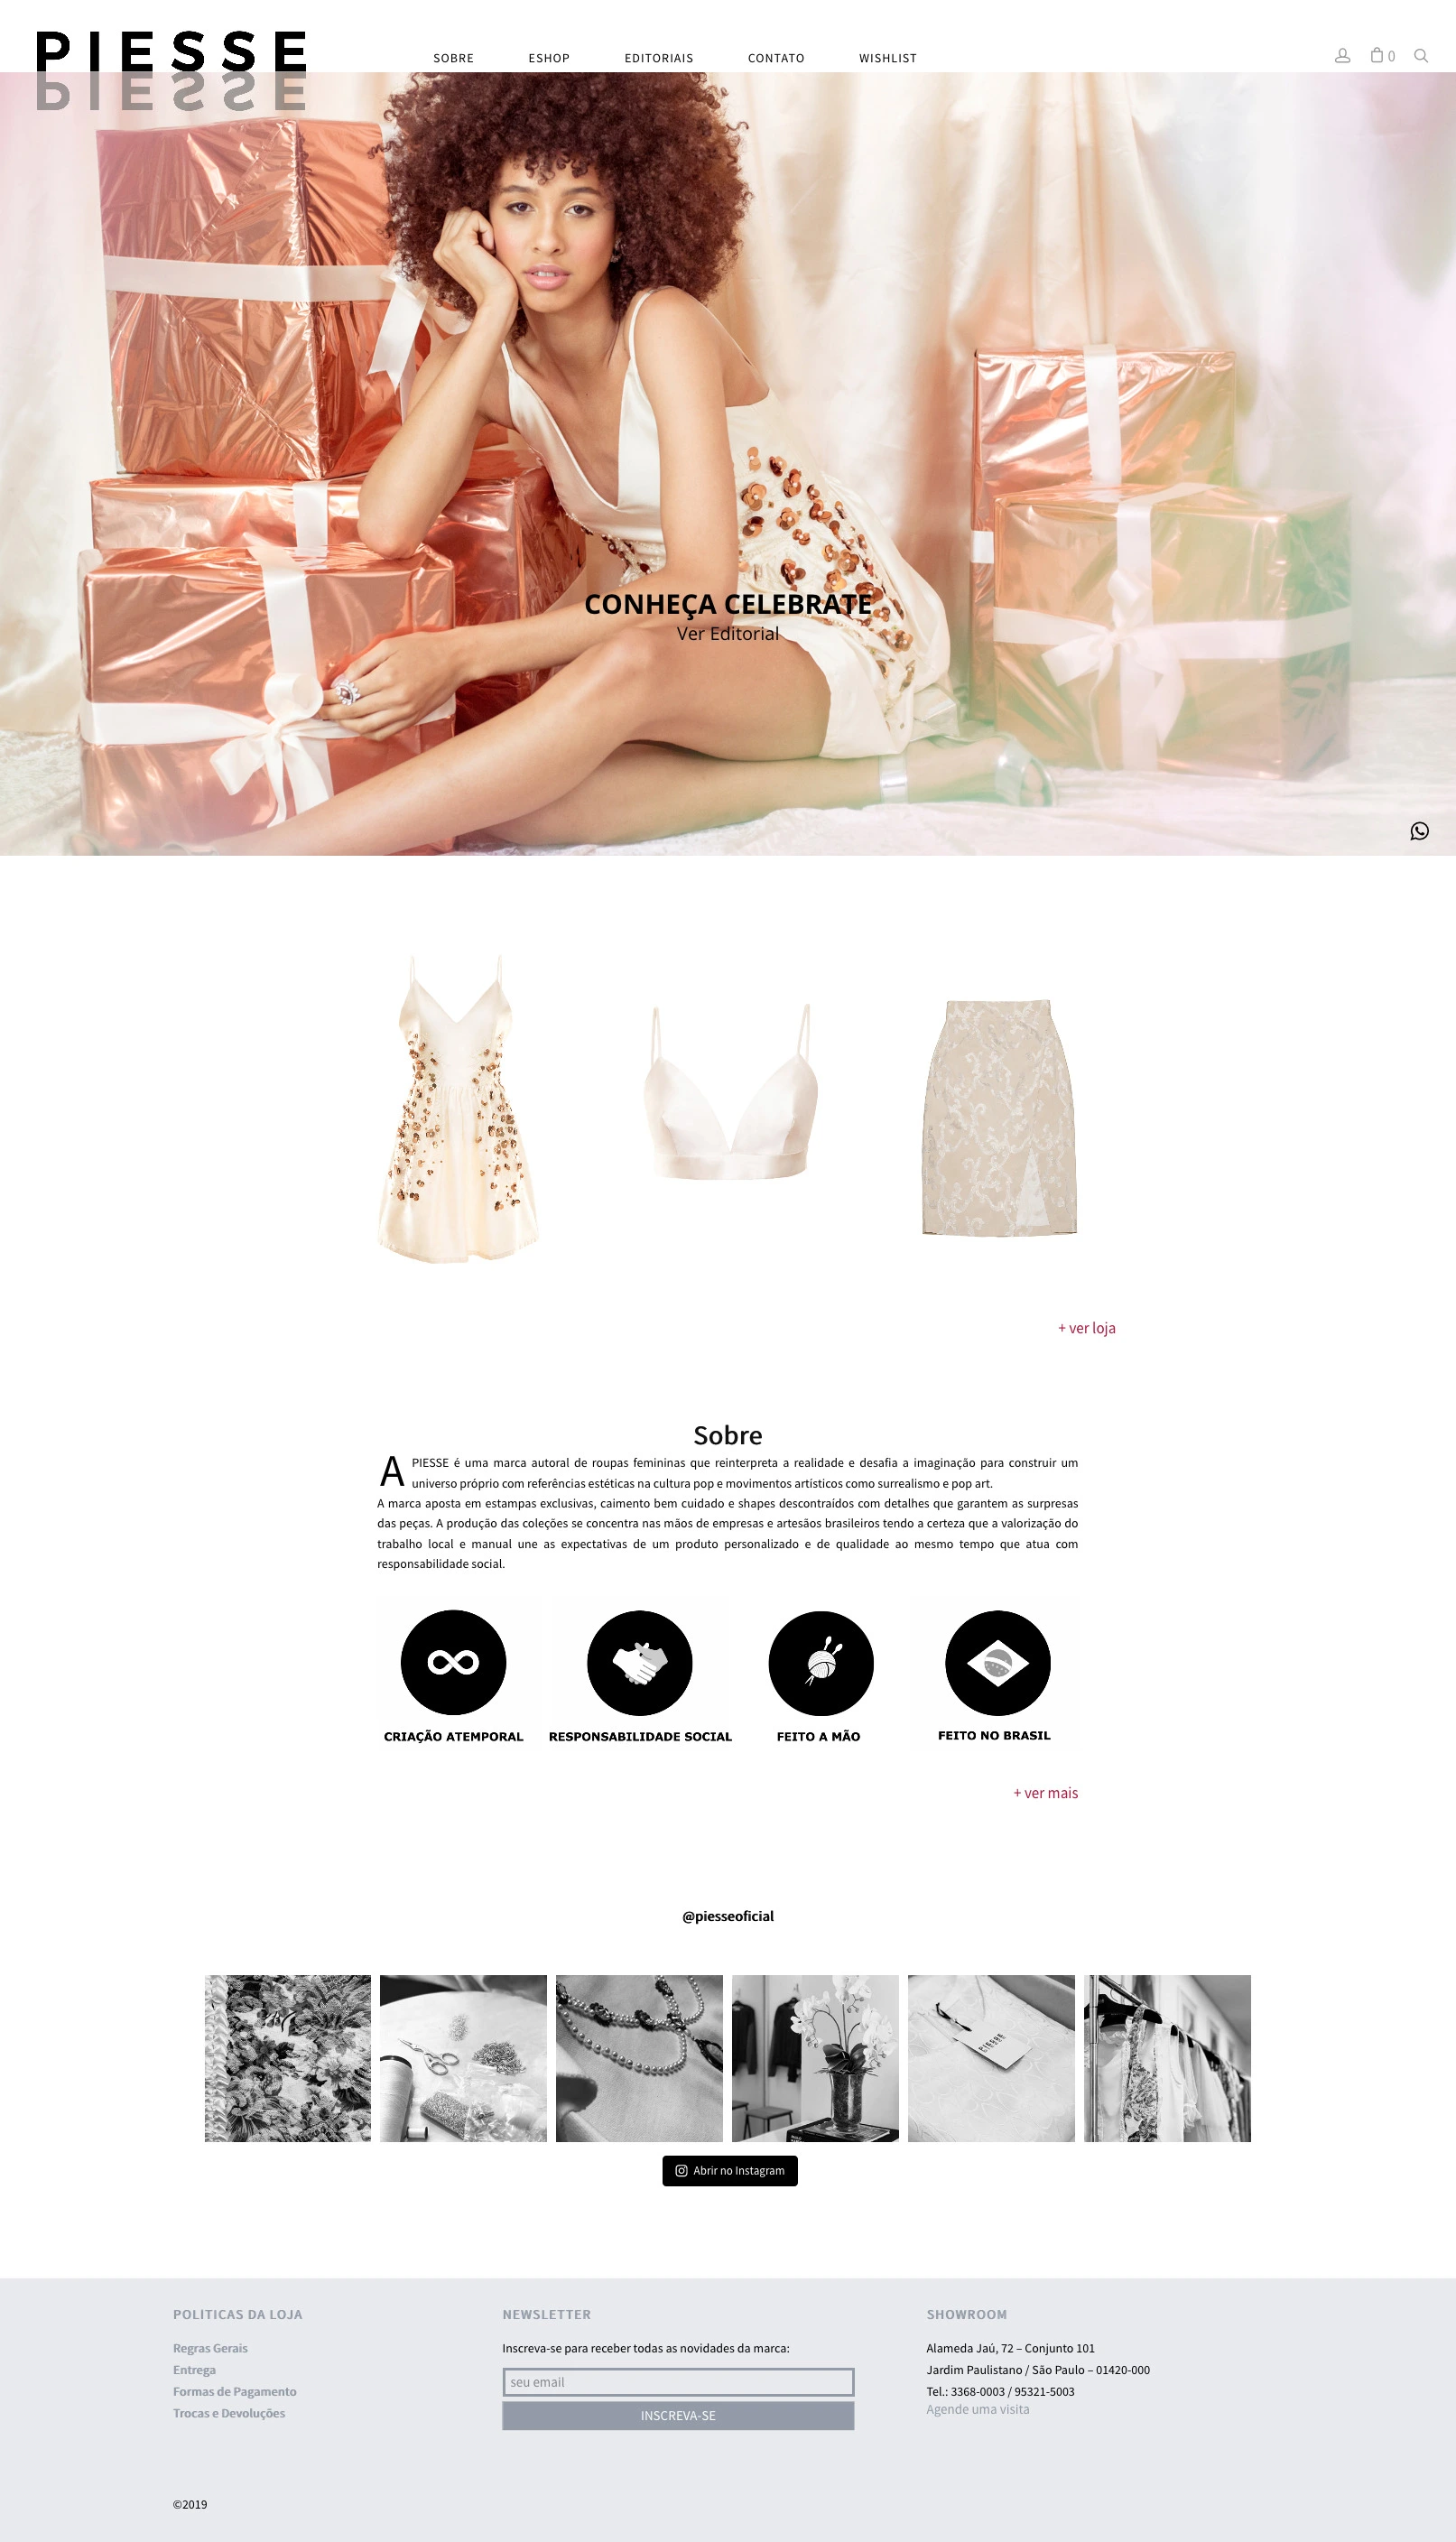 PIESSE
SOBRE
ESHOP
EDITORIAIS
CONTATO
WISHLIST
0
CONHEÇA CELEBRATE
Ver Editorial
+ ver loja
Sobre
A PIESSE é uma marca autoral de roupas femininas que reinterpreta a realidade e desafia a imaginação para construir um
universo próprio com referências estéticas na cultura pop e movimentos artísticos como surrealismo e pop art.
A marca aposta em estampas exclusivas, caimento bem cuidado e shapes descontraídos com detalhes que garantem as surpresas
das peças. A produção das coleções se concentra nas mãos de empresas e artesãos brasileiros tendo a certeza que a valorização do
trabalho local e manual une as expectativas de um produto personalizado e de qualidade ao mesmo tempo que atua com
responsabilidade social.
CRIAÇÃO ATEMPORAL
RESPONSABILIDADE SOCIAL
FEITO A MÃO
FEITO NO BRASIL
+ ver mais
@piesseoficial
PIESSE
Abrir no Instagram
POLITICAS DA LOJA
Regras Gerais
Entrega
Formas de Pagamento
Trocas e Devoluções
NEWSLETTER
Inscreva-se para receber todas as novidades da marca:
seu email
INSCREVA-SE
SHOWROOM
Alameda Jaú, 72 – Conjunto 101
Jardim Paulistano / São Paulo – 01420-000
Tel.: 3368-0003 / 95321-5003
Agende uma visita
©2019